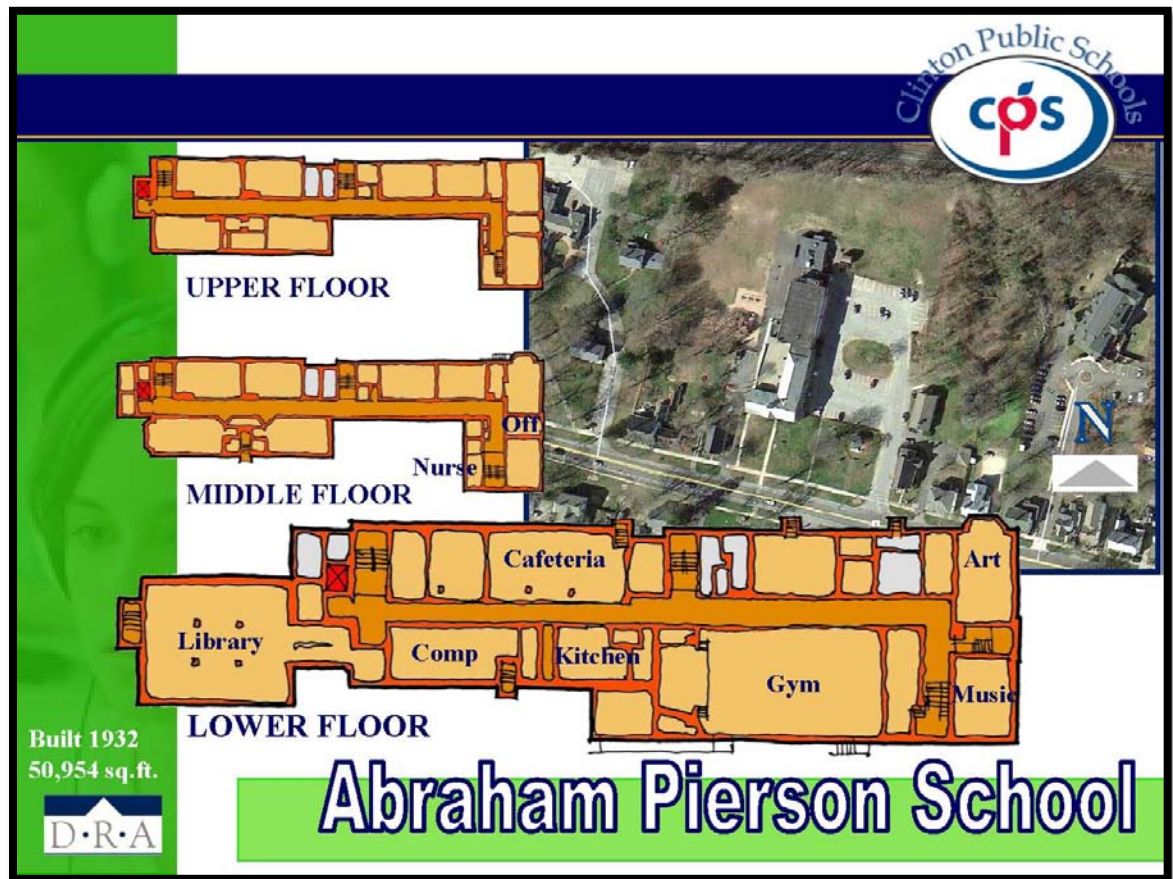 Clinton Public Schools
cps
UPPER FLOOR
Off
Nurse
MIDDLE FLOOR
N
Cafeteria
Art
Library
Comp
Kitchen
Gym
Music
LOWER FLOOR
Built 1932
50,954 sq.ft.
D·R·A
Abraham Pierson School